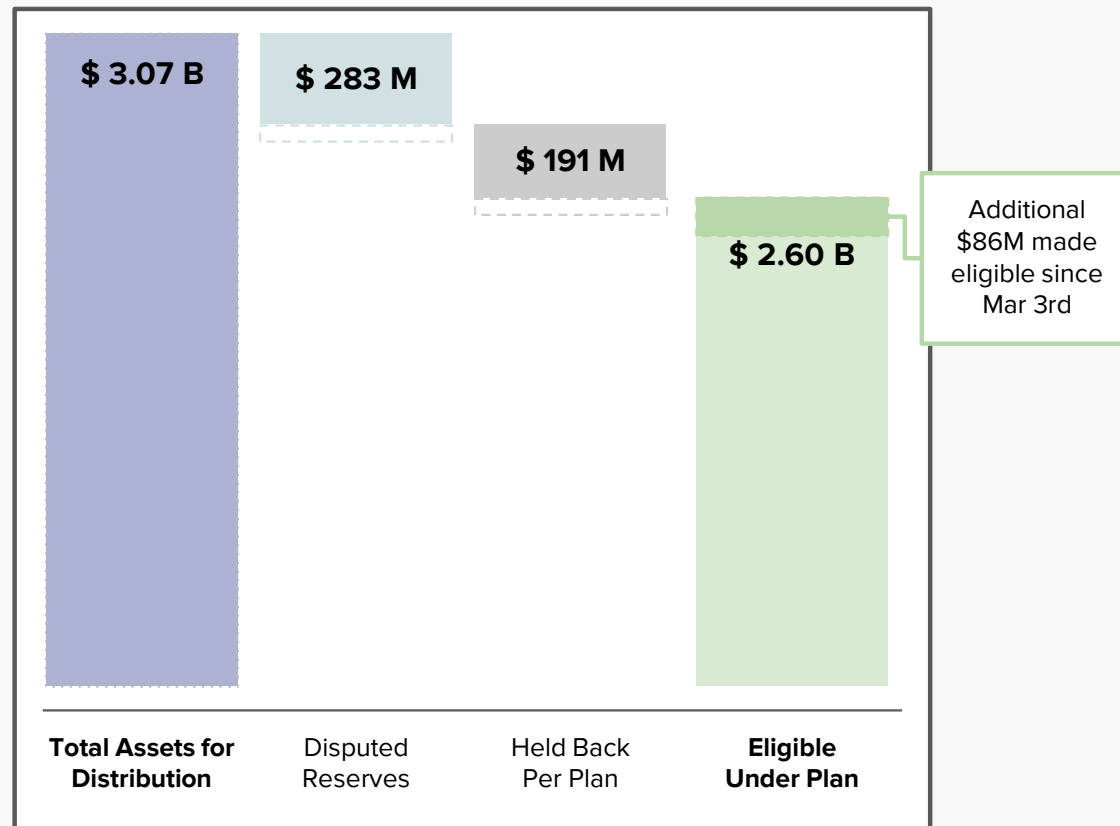 $ 3.07 B
$ 283 M
$ 191 M
$ 2.60 B
Additional
$86M made
eligible since
Mar 3rd
Total Assets for
Distribution
Disputed
Reserves
Held Back
Per Plan
Eligible
Under Plan